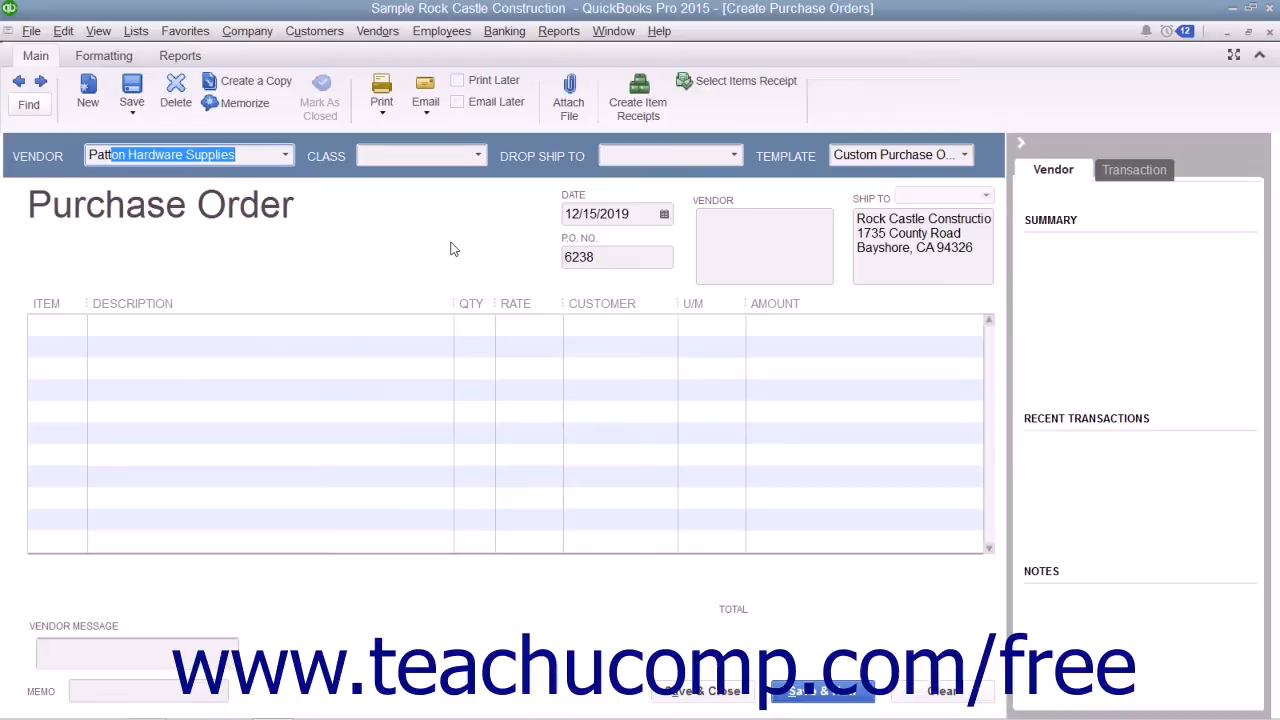 Sample Rock Castle Construction - QuickBooks Pro 2015 - [Create Purchase Orders]
File Edit View Lists Favorites Company Customers Vendors Employees Banking Reports Window Help 12
Main Formatting Reports
Find New Save Delete Create a Copy Memorize Mark As Closed Print Email Print Later Email Later Attach File Create Item Receipts Select Items Receipt
VENDOR Patton Hardware Supplies CLASS DROP SHIP TO TEMPLATE Custom Purchase O...
Purchase Order
DATE
12/15/2019
P.O. NO.
6238
VENDOR
SHIP TO
Rock Castle Constructio
1735 County Road
Bayshore, CA 94326
ITEM DESCRIPTION QTY RATE CUSTOMER U/M AMOUNT
TOTAL
VENDOR MESSAGE
MEMO
Save & Close Clear
Vendor Transaction
SUMMARY
RECENT TRANSACTIONS
NOTES
www.teachucomp.com/free